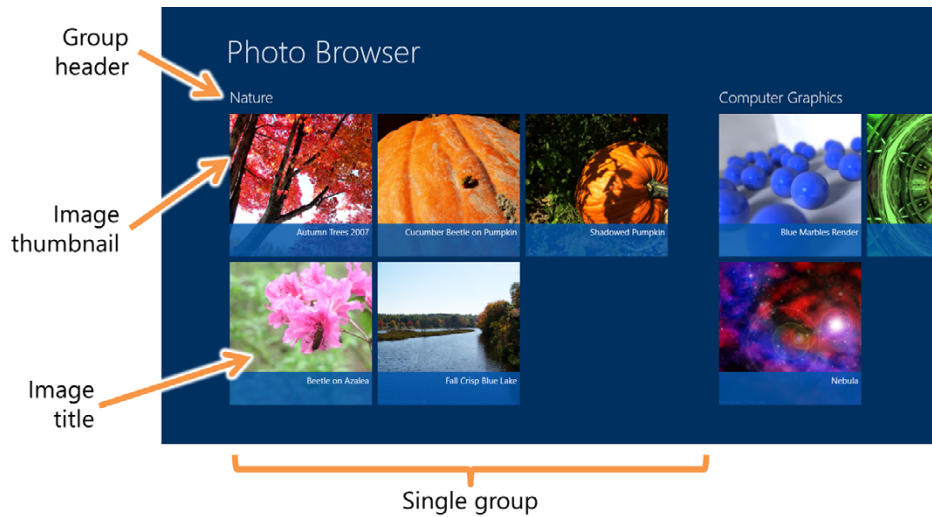 Group
header
Photo Browser
Nature
Computer Graphics
Image
thumbnail
Autumn Trees 2007
Cucumber Beetle on Pumpkin
Shadowed Pumpkin
Blue Marbles Render
Image
title
Beetle on Azalea
Fall Crisp Blue Lake
Nebula
Single group